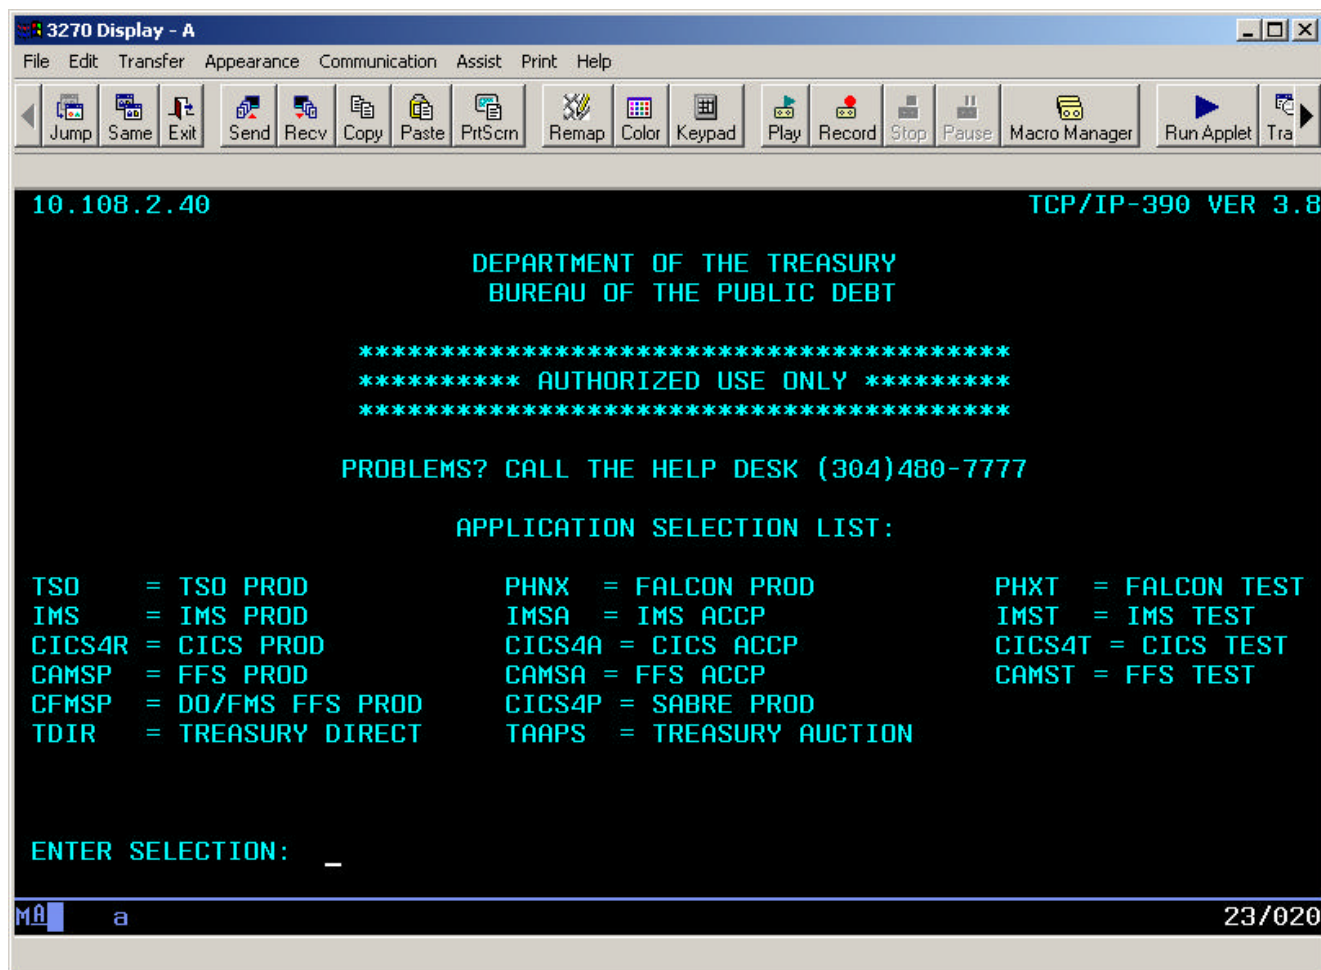 3270 Display - A
File Edit Transfer Appearance Communication Assist Print Help
Jump Same Exit Send Recv Copy Paste PrtScrn Remap Color Keypad Play Record Stop Pause Macro Manager Run Applet Tra
10.108.2.40 TCP/IP-390 VER 3.8
DEPARTMENT OF THE TREASURY
BUREAU OF THE PUBLIC DEBT
****************************************
********** AUTHORIZED USE ONLY *********
****************************************
PROBLEMS? CALL THE HELP DESK (304)480-7777
APPLICATION SELECTION LIST:
TSO = TSO PROD PHNX = FALCON PROD PHXT = FALCON TEST
IMS = IMS PROD IMSA = IMS ACCP IMST = IMS TEST
CICS4R = CICS PROD CICS4A = CICS ACCP CICS4T = CICS TEST
CAMSP = FFS PROD CAMSA = FFS ACCP CAMST = FFS TEST
CFMSP = DO/FMS FFS PROD CICS4P = SABRE PROD
TDIR = TREASURY DIRECT TAAPS = TREASURY AUCTION
ENTER SELECTION: _
MA a 23/020